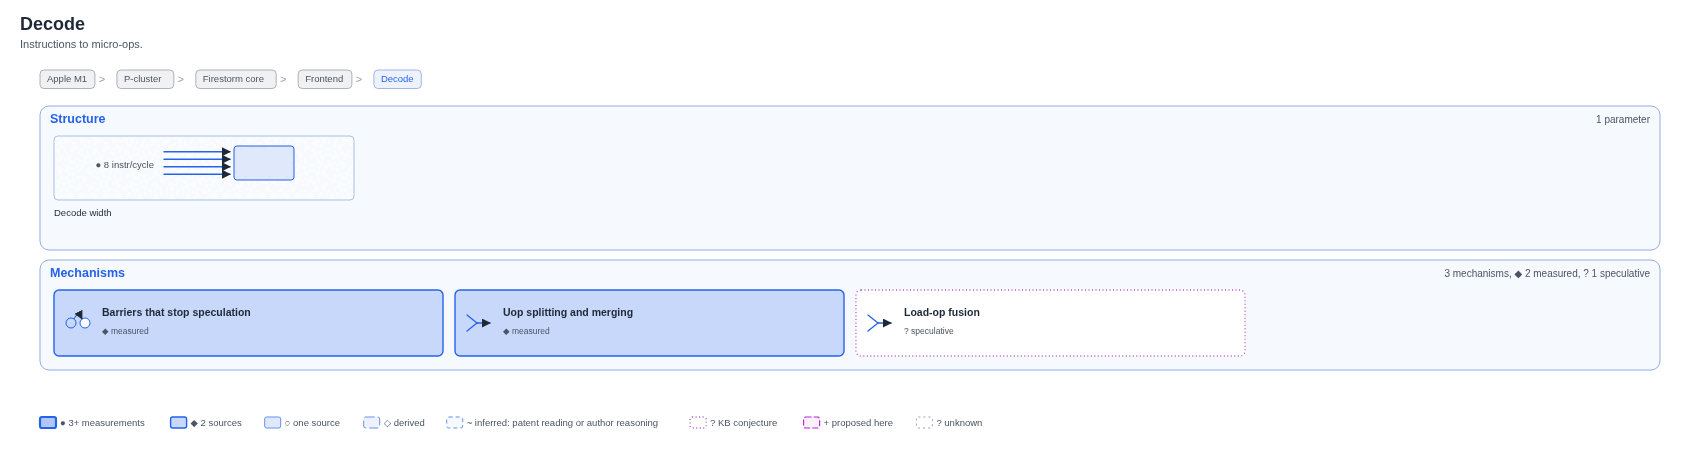 Decode
Instructions to micro-ops.
Apple M1 > P-cluster > Firestorm core > Frontend > Decode
Structure
1 parameter
● 8 instr/cycle
Decode width
Mechanisms
3 mechanisms, ◆ 2 measured, ? 1 speculative
Barriers that stop speculation
◆ measured
Uop splitting and merging
◆ measured
Load-op fusion
? speculative
● 3+ measurements ◆ 2 sources ○ one source ◇ derived ~ inferred: patent reading or author reasoning ? KB conjecture + proposed here ? unknown